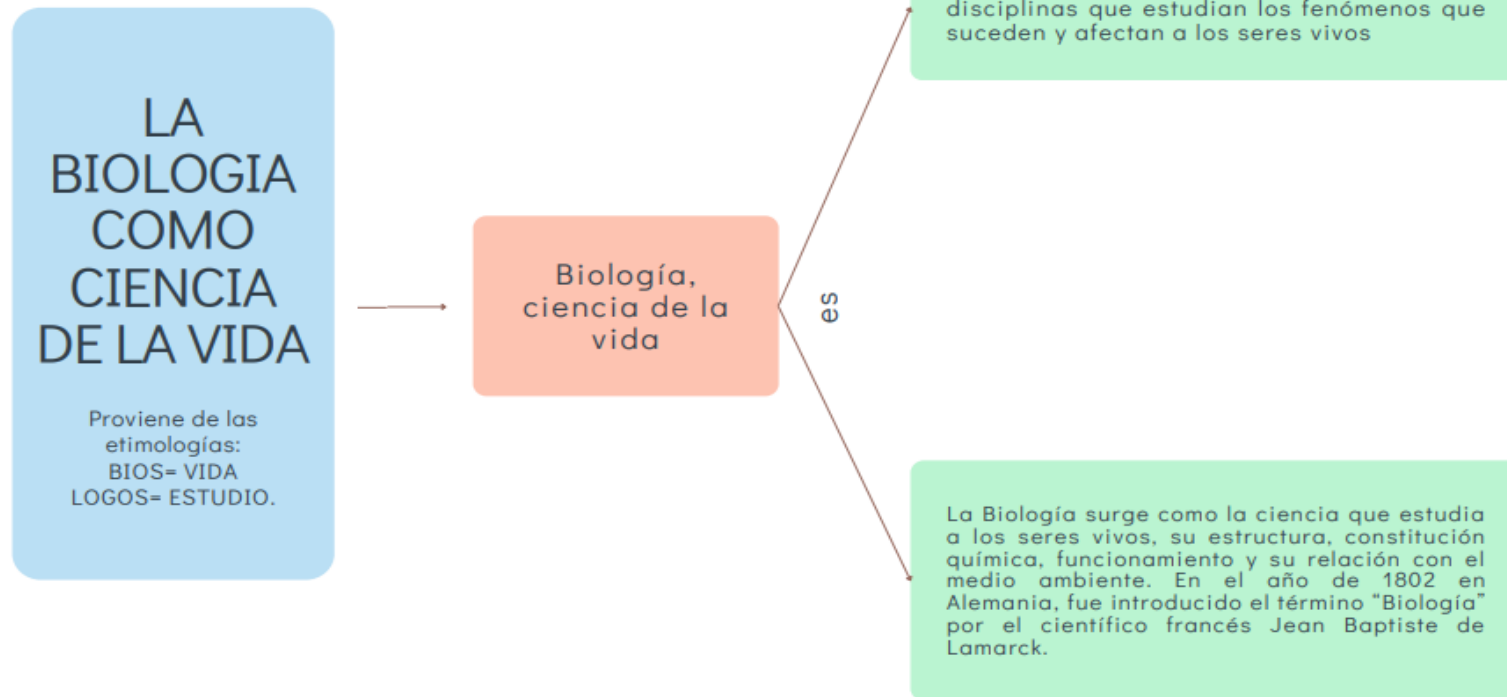 LA
BIOLOGIA
COMO
CIENCIA
DE LA VIDA
Proviene de las
etimologías:
BIOS= VIDA
LOGOS= ESTUDIO.
Biología,
ciencia de la
vida
es
disciplinas que estudian los fenómenos que
suceden y afectan a los seres vivos
La Biología surge como la ciencia que estudia
a los seres vivos, su estructura, constitución
química, funcionamiento y su relación con el
medio ambiente. En el año de 1802 en
Alemania, fue introducido el término “Biología”
por el científico francés Jean Baptiste de
Lamarck.